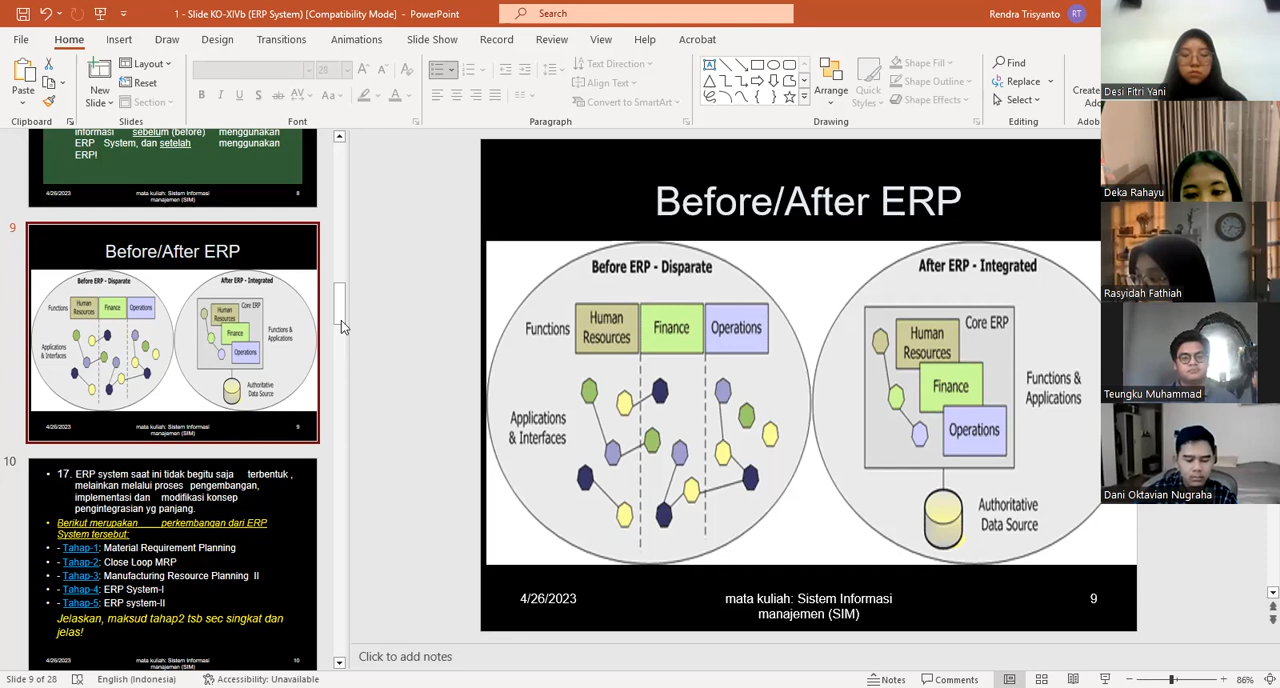 1 - Slide KO-XIVb (ERP System) [Compatibility Mode] - PowerPoint
Search
Rendra Trisyanto
RT
File Home Insert Draw Design Transitions Animations Slide Show Record Review View Help Acrobat
Paste
New Slide
Layout
Reset
Section
28
Text Direction
Align Text
Convert to SmartArt
Arrange
Quick Styles
Shape Fill
Shape Outline
Shape Effects
Find
Replace
Select
Clipboard Slides Font Paragraph Drawing Editing
informasi sebelum (before) menggunakan
ERP System, dan setelah menggunakan
ERP!
4/26/2023
mata kuliah: Sistem Informasi
manajemen (SIM)
8
9
Before/After ERP
Before ERP - Disparate
After ERP - Integrated
Functions
Human Resources
Finance
Operations
Applications & Interfaces
Core ERP
Human Resources
Finance
Operations
Functions & Applications
Authoritative Data Source
4/26/2023
mata kuliah: Sistem Informasi
manajemen (SIM)
9
10
17. ERP system saat ini tidak begitu saja terbentuk ,
melainkan melalui proses pengembangan,
implementasi dan modifikasi konsep
pengintegrasian yg panjang.
Berikut merupakan perkembangan dari ERP
System tersebut:
- Tahap-1: Material Requirement Planning
- Tahap-2: Close Loop MRP
- Tahap-3: Manufacturing Resource Planning II
- Tahap-4: ERP System-I
- Tahap-5: ERP system-II
Jelaskan, maksud tahap2 tsb sec singkat dan
jelas!
4/26/2023
mata kuliah: Sistem Informasi
manajemen (SIM)
10
Before/After ERP
Before ERP - Disparate
Functions
Human
Resources
Finance
Operations
Applications
& Interfaces
After ERP - Integrated
Core ERP
Human
Resources
Finance
Operations
Functions &
Applications
Authoritative
Data Source
4/26/2023
mata kuliah: Sistem Informasi
manajemen (SIM)
9
Click to add notes
Desi Fitri Yani
Deka Rahayu
Rasyidah Fathiah
Teungku Muhammad
Dani Oktavian Nugraha
Slide 9 of 28
English (Indonesia)
Accessibility: Unavailable
Notes
Comments
86%